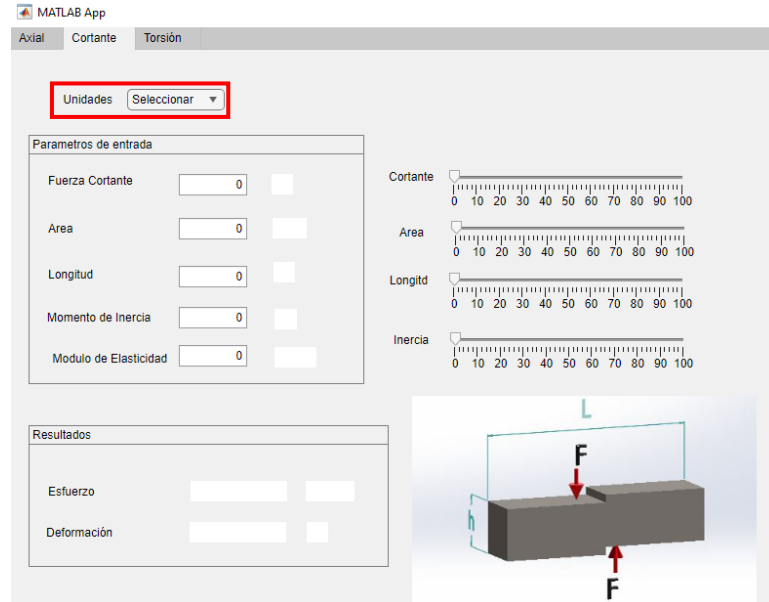 MATLAB App
Axial Cortante Torsión
Unidades Seleccionar
Parametros de entrada
Fuerza Cortante 0
Area 0
Longitud 0
Momento de Inercia 0
Modulo de Elasticidad 0
Cortante
0 10 20 30 40 50 60 70 80 90 100
Area
0 10 20 30 40 50 60 70 80 90 100
Longitd
0 10 20 30 40 50 60 70 80 90 100
Inercia
0 10 20 30 40 50 60 70 80 90 100
Resultados
Esfuerzo
Deformación
L
F
h
F